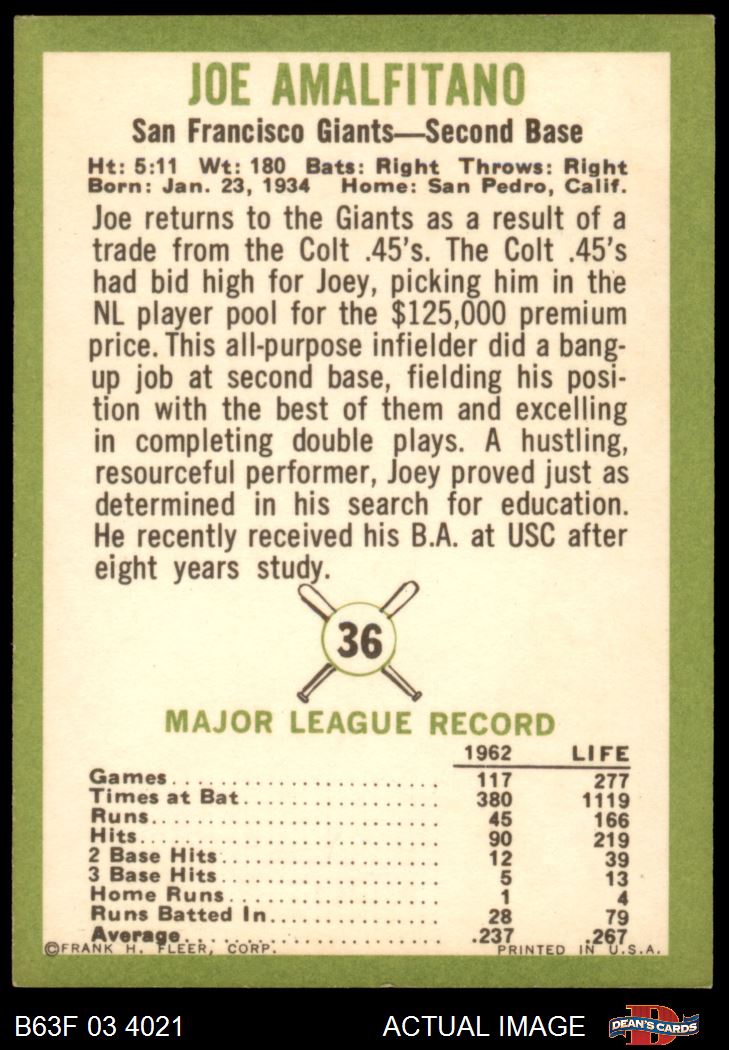 JOE AMALFITANO
San Francisco Giants—Second Base
Ht: 5:11 Wt: 180 Bats: Right Throws: Right
Born: Jan. 23, 1934 Home: San Pedro, Calif.
Joe returns to the Giants as a result of a
trade from the Colt .45's. The Colt .45's
had bid high for Joey, picking him in the
NL player pool for the $125,000 premium
price. This all-purpose infielder did a bang-
up job at second base, fielding his posi-
tion with the best of them and excelling
in completing double plays. A hustling,
resourceful performer, Joey proved just as
determined in his search for education.
He recently received his B.A. at USC after
eight years study.
36
MAJOR LEAGUE RECORD
1962 LIFE
Games 117 277
Times at Bat 380 1119
Runs 45 166
Hits 90 219
2 Base Hits 12 39
3 Base Hits 5 13
Home Runs 1 4
Runs Batted In 28 79
Average .237 .267
©FRANK H. FLEER, CORP. PRINTED IN U.S.A.
B63F 03 4021 ACTUAL IMAGE D DEAN'S CARDS